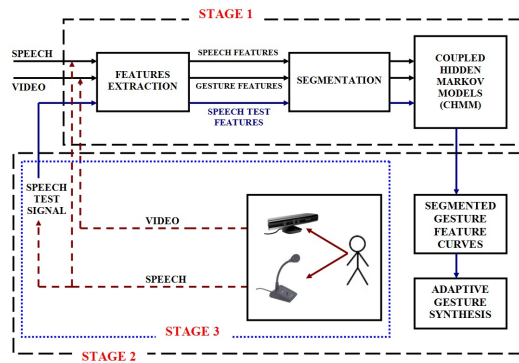 STAGE 1
SPEECH
VIDEO
FEATURES
EXTRACTION
SPEECH FEATURES
GESTURE FEATURES
SPEECH TEST
FEATURES
SEGMENTATION
COUPLED
HIDDEN
MARKOV
MODELS
(CHMM)
SPEECH
TEST
SIGNAL
VIDEO
SPEECH
SEGMENTED
GESTURE
FEATURE
CURVES
ADAPTIVE
GESTURE
SYNTHESIS
STAGE 3
STAGE 2